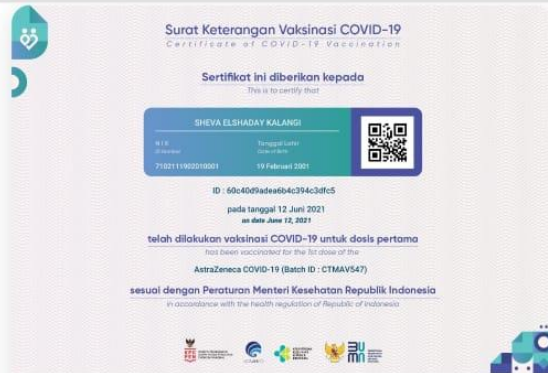 Surat Keterangan Vaksinasi COVID-19
Certificate of COVID-19 Vaccination
Sertifikat ini diberikan kepada
This is to certify that
SHEVA ELSHADAY KALANGI
NIK
Tanggal Lahir
Date of Birth
7102111902010001
19 Februari 2001
ID : 60c40d9adea6b4c394c3dfc5
pada tanggal 12 Juni 2021
on date June 12, 2021
telah dilakukan vaksinasi COVID-19 untuk dosis pertama
has been vaccinated for the 1st dose of the
AstraZeneca COVID-19 (Batch ID : CTMAV547)
sesuai dengan Peraturan Menteri Kesehatan Republik Indonesia
in accordance with the health regulation of Republic of Indonesia